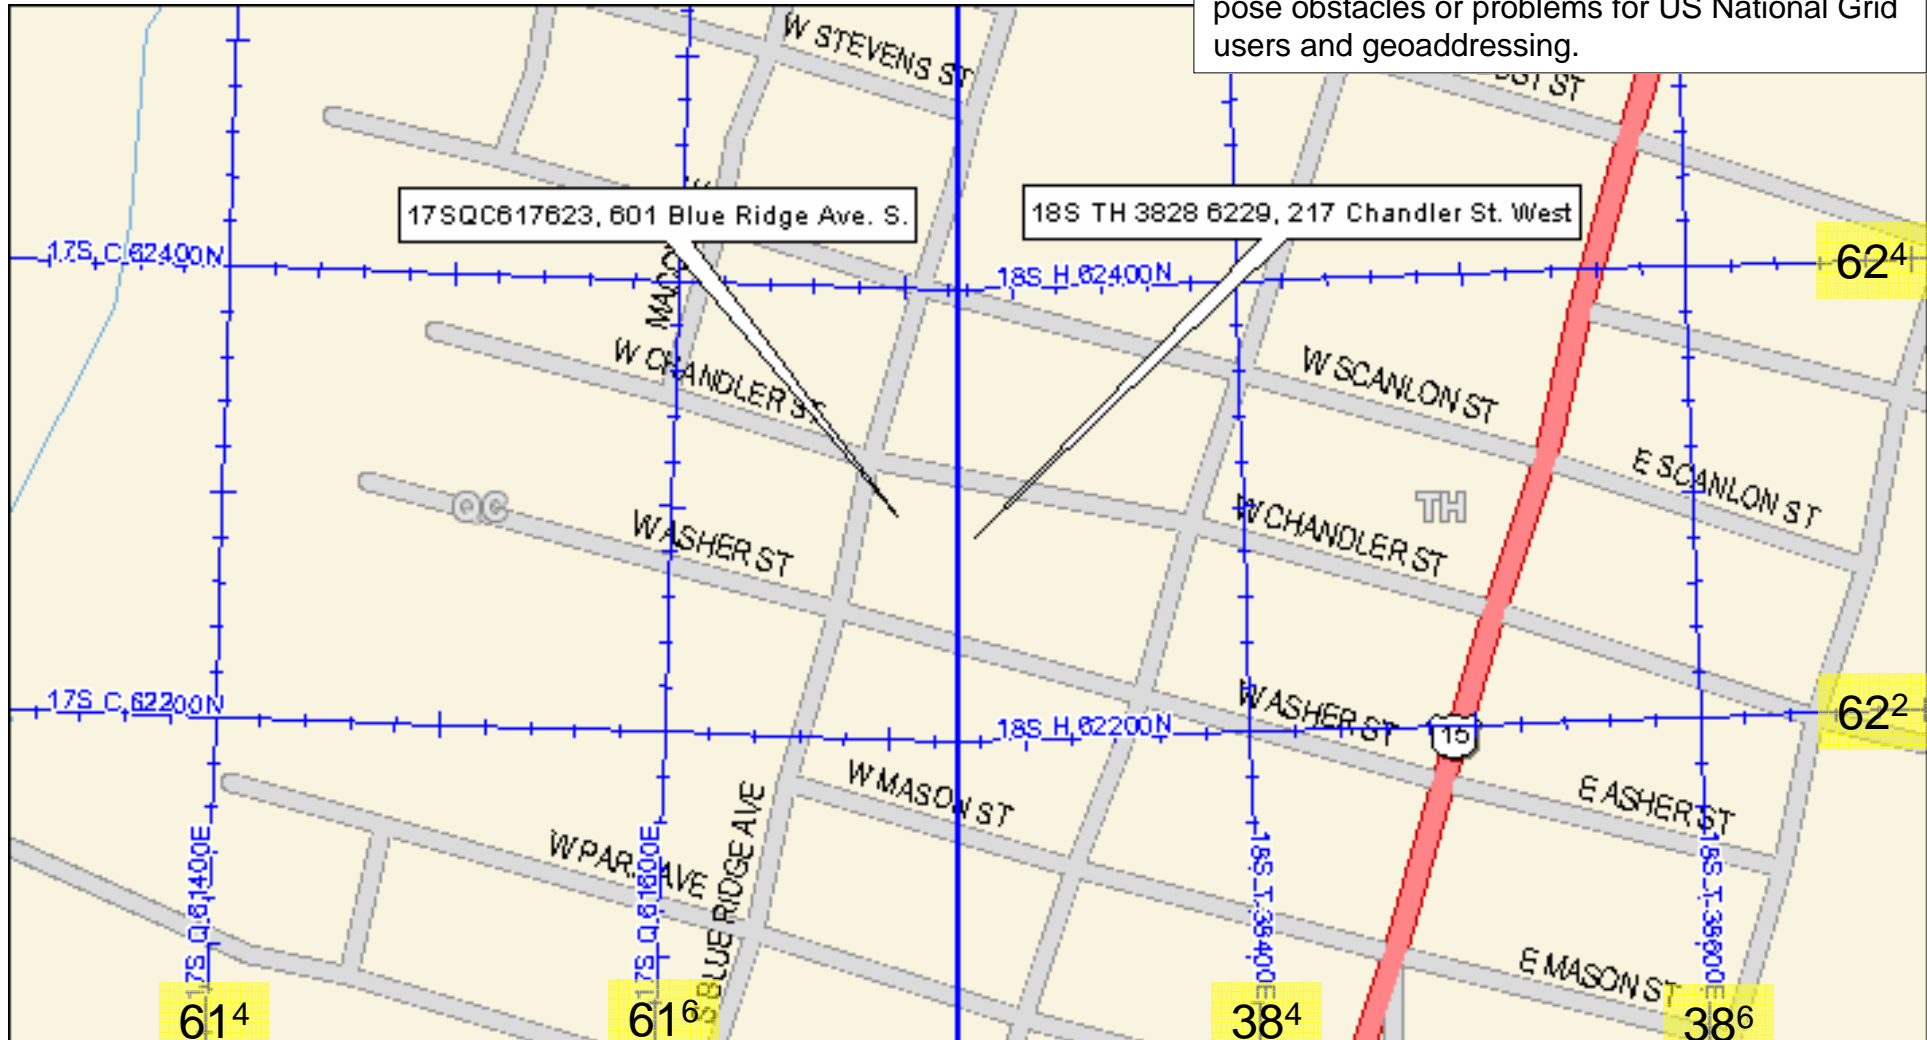 pose obstacles or problems for US National Grid
users and geoaddressing.
W STEVENS ST
ST
17SQC617623, 601 Blue Ridge Ave. S.
18S TH 3828 6229, 217 Chandler St. West
17S C 62400N
18S H 62400N
62⁴
W CHANDLER ST
W SCANLON ST
E SCANLON ST
QC
TH
W ASHER ST
W CHANDLER ST
17S C 62200N
18S H 62200N
W ASHER ST
15
62²
W MASON ST
E ASHER ST
W PARK AVE
S BLUE RIDGE AVE
17S Q 61400E
17S Q 61600E
18S T 38400E
18S T 38600E
E MASON ST
61⁴
61⁶
38⁴
38⁶